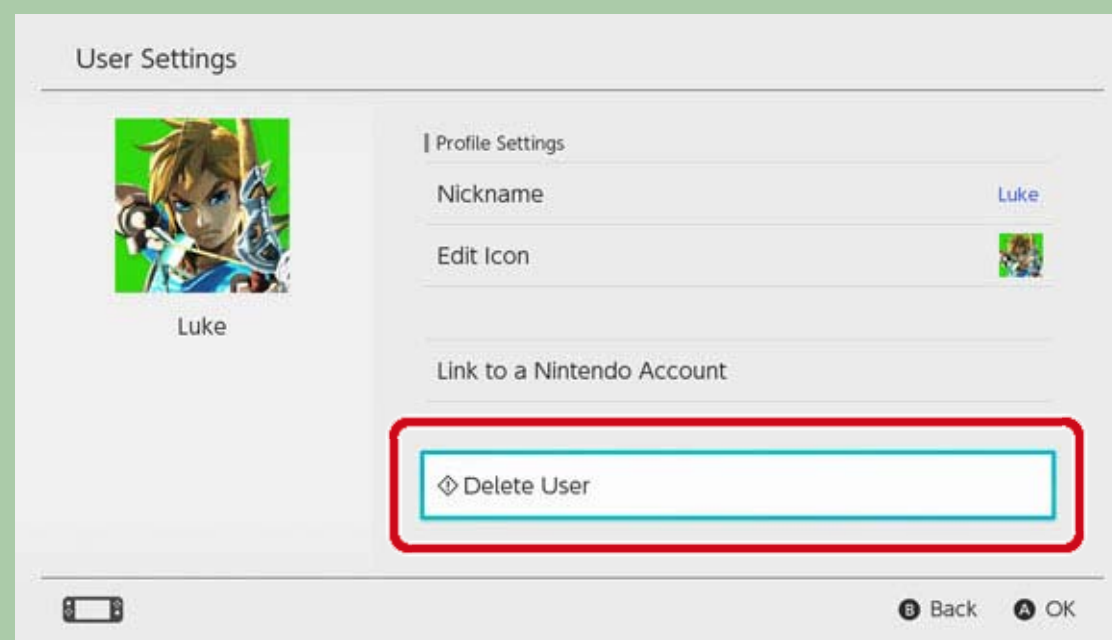 User Settings
Luke
Profile Settings
Nickname Luke
Edit Icon
Link to a Nintendo Account
Delete User
B Back A OK